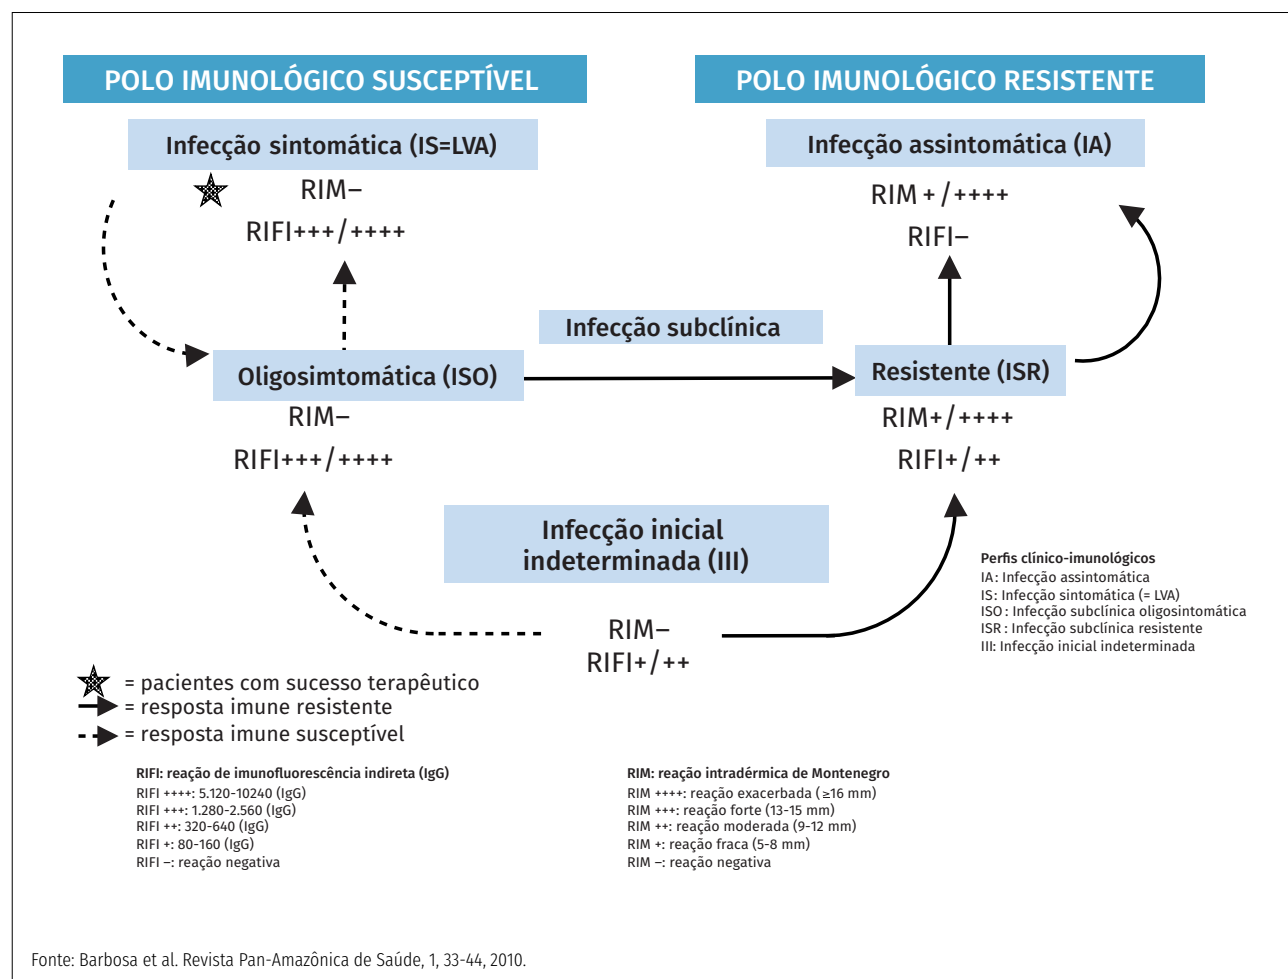 POLO IMUNOLÓGICO SUSCEPTÍVEL
POLO IMUNOLÓGICO RESISTENTE
Infecção sintomática (IS=LVA)
RIM–
RIFI+++/++++
Infecção assintomática (IA)
RIM +/++++
RIFI–
Infecção subclínica
Oligosimtomática (ISO)
RIM–
RIFI+++/++++
Resistente (ISR)
RIM+/++++
RIFI+/++
Infecção inicial
indeterminada (III)
RIM–
RIFI+/++
Perfis clínico-imunológicos
IA: Infecção assintomática
IS: Infecção sintomática (= LVA)
ISO : Infecção subclínica oligosintomática
ISR : Infecção subclínica resistente
III: Infecção inicial indeterminada
= pacientes com sucesso terapêutico
= resposta imune resistente
= resposta imune susceptível
RIFI: reação de imunofluorescência indireta (IgG)
RIFI ++++: 5.120-10240 (IgG)
RIFI +++: 1.280-2.560 (IgG)
RIFI ++: 320-640 (IgG)
RIFI +: 80-160 (IgG)
RIFI –: reação negativa
RIM: reação intradérmica de Montenegro
RIM ++++: reação exacerbada (≥16 mm)
RIM +++: reação forte (13-15 mm)
RIM ++: reação moderada (9-12 mm)
RIM +: reação fraca (5-8 mm)
RIM –: reação negativa
Fonte: Barbosa et al. Revista Pan-Amazônica de Saúde, 1, 33-44, 2010.